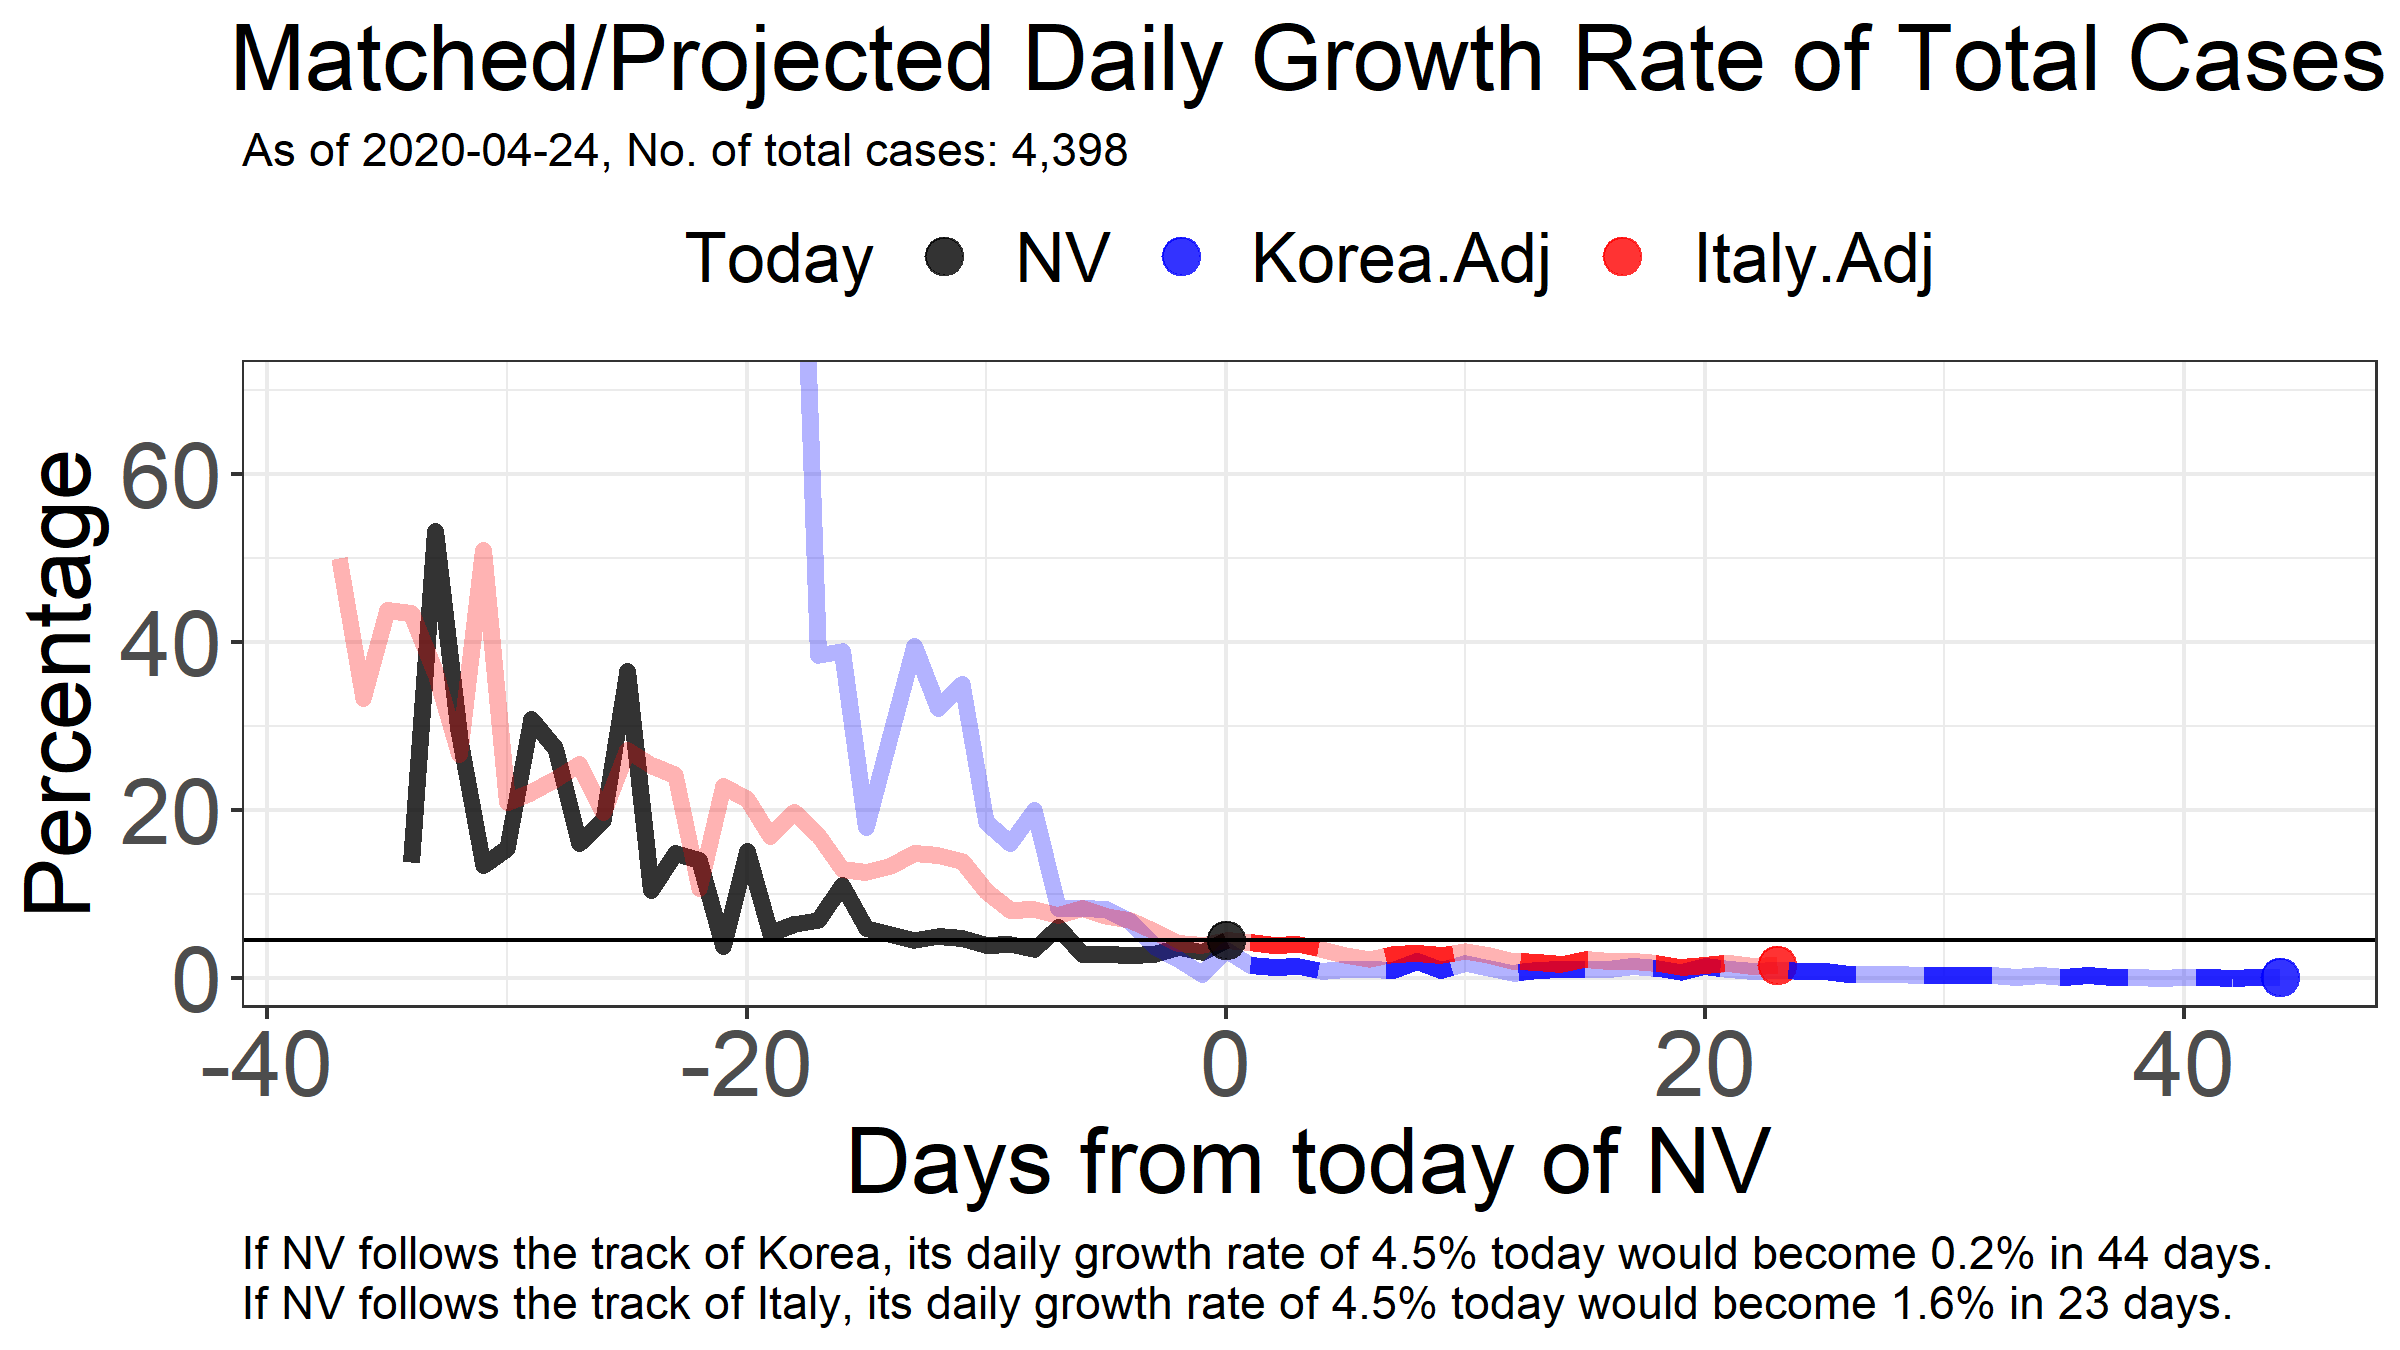 Matched/Projected Daily Growth Rate of Total Cases
As of 2020-04-24, No. of total cases: 4,398
Today NV Korea.Adj Italy.Adj
Percentage
60
40
20
0
-40 -20 0 20 40
Days from today of NV
If NV follows the track of Korea, its daily growth rate of 4.5% today would become 0.2% in 44 days.
If NV follows the track of Italy, its daily growth rate of 4.5% today would become 1.6% in 23 days.